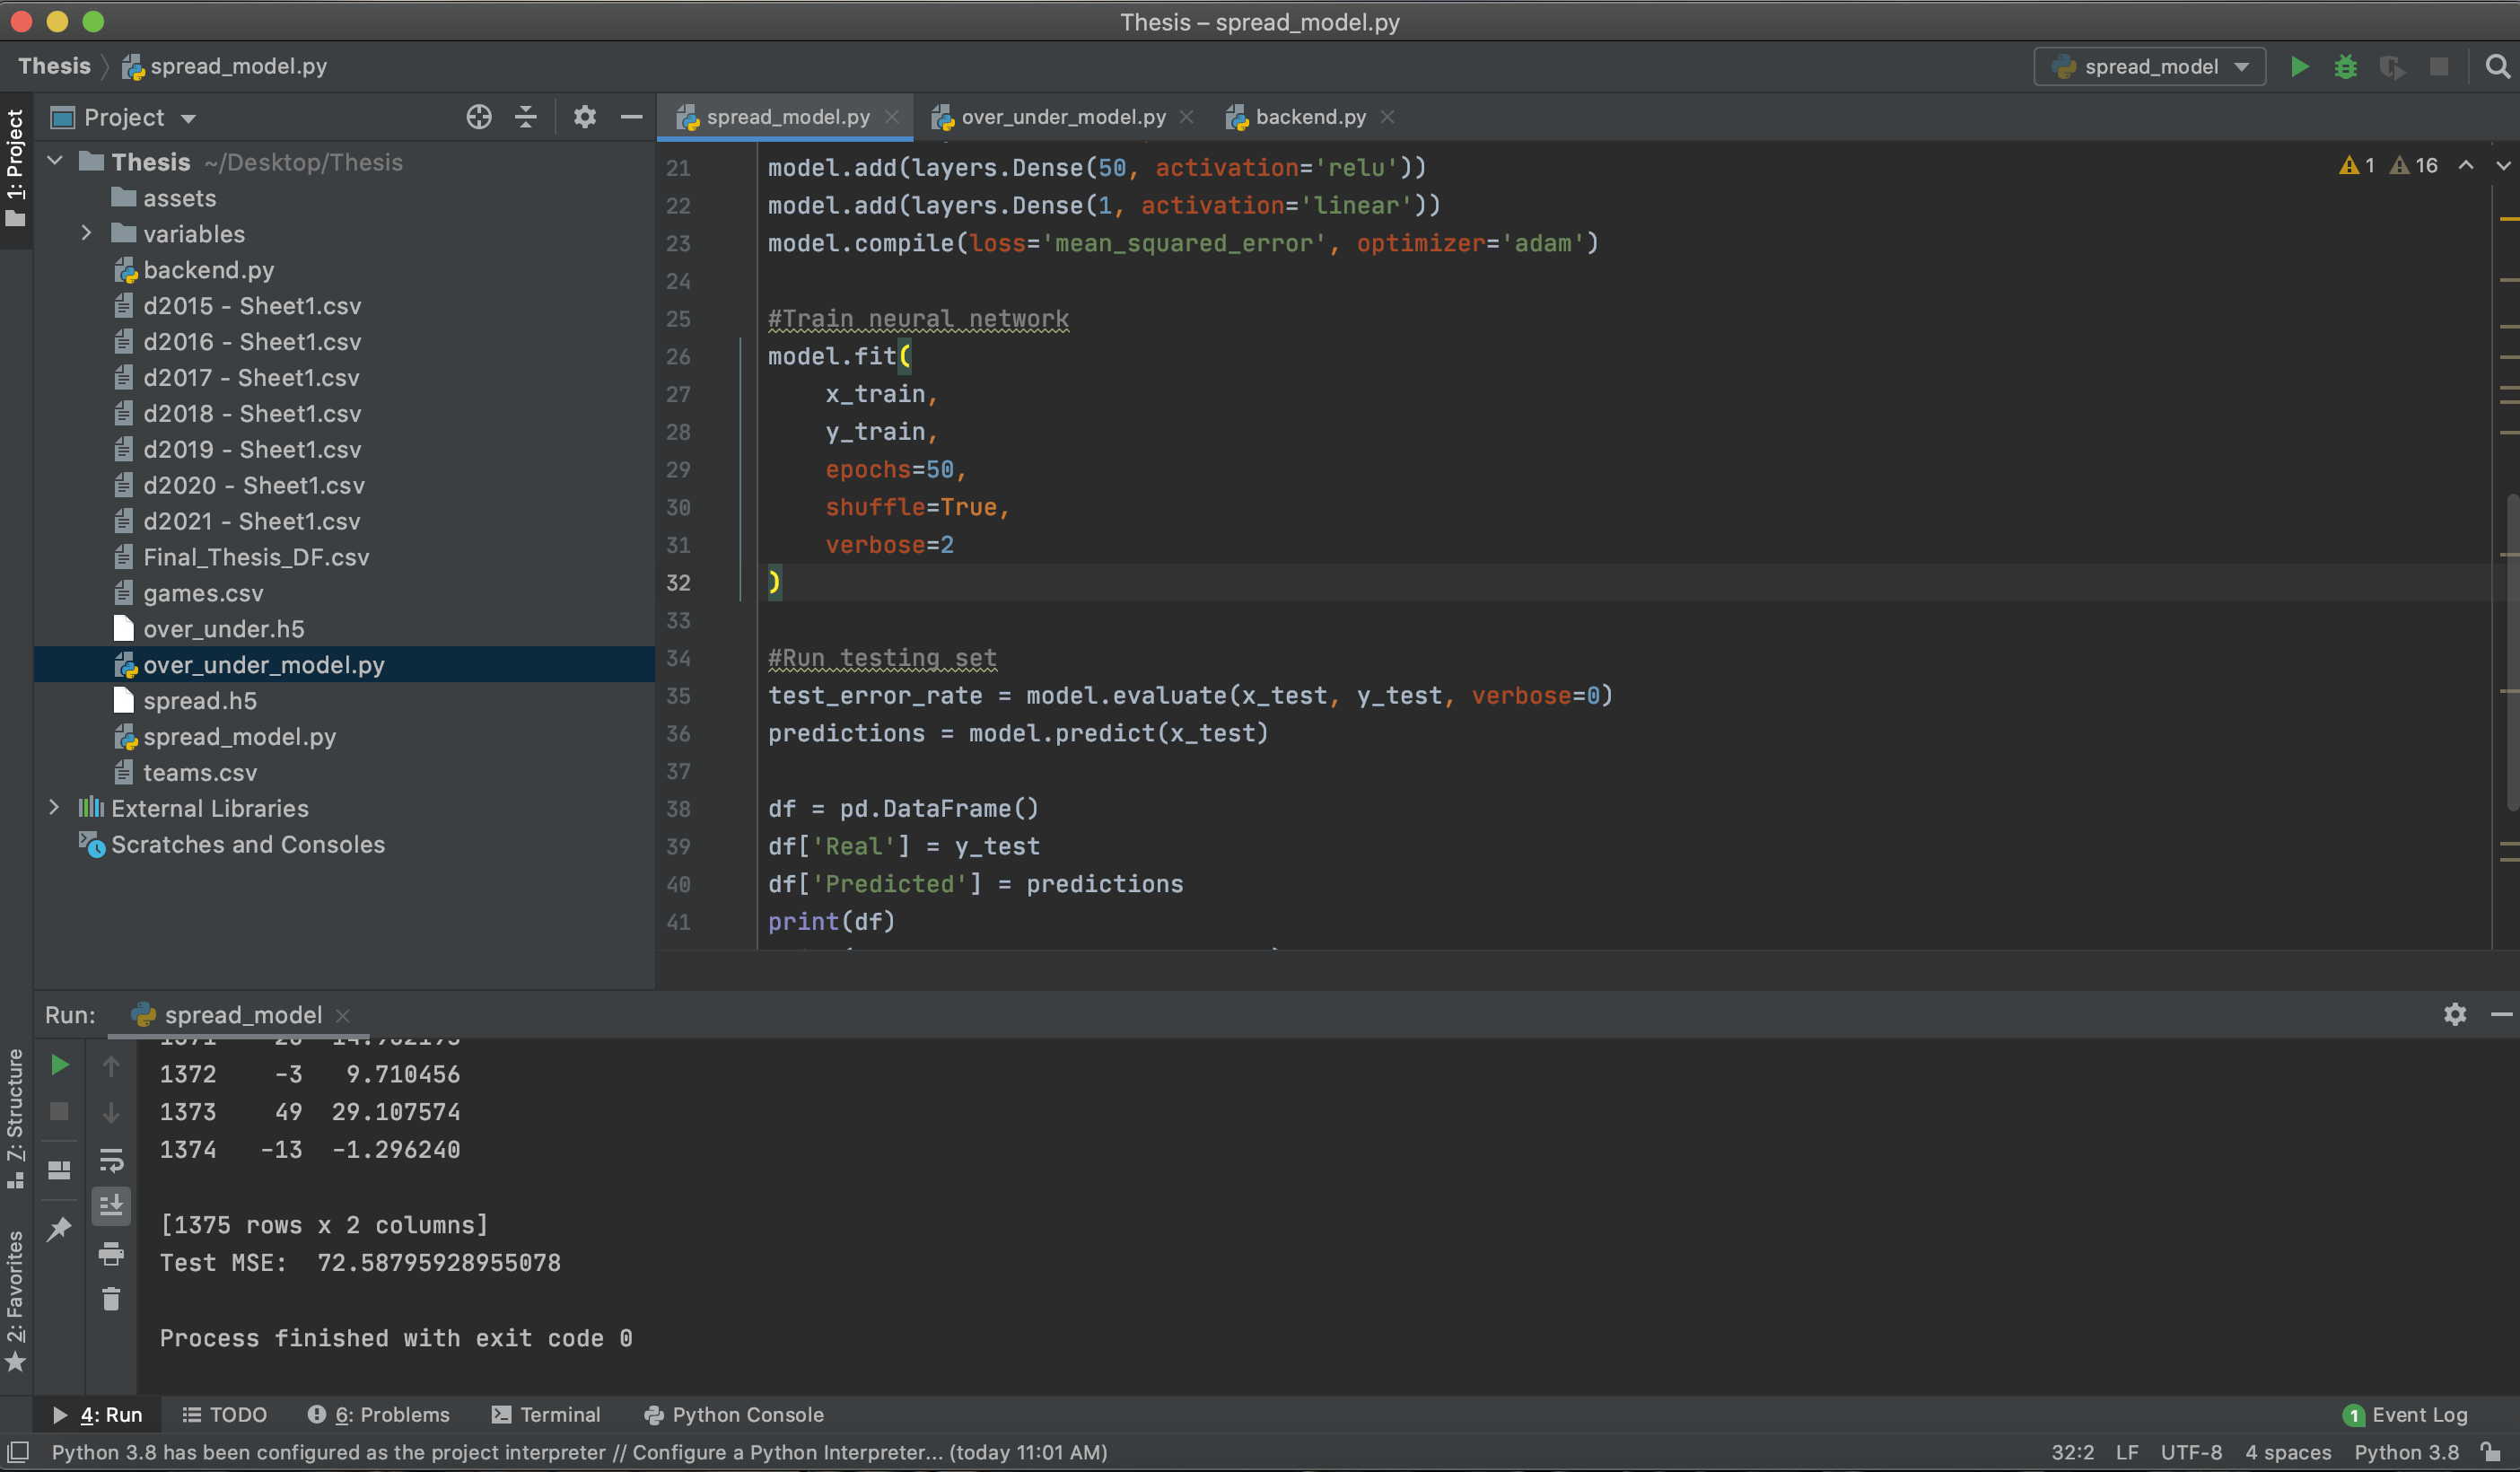 Thesis – spread_model.py
Thesis
spread_model.py
spread_model
1: Project
Project
spread_model.py
over_under_model.py
backend.py
Thesis ~/Desktop/Thesis
assets
variables
backend.py
d2015 - Sheet1.csv
d2016 - Sheet1.csv
d2017 - Sheet1.csv
d2018 - Sheet1.csv
d2019 - Sheet1.csv
d2020 - Sheet1.csv
d2021 - Sheet1.csv
Final_Thesis_DF.csv
games.csv
over_under.h5
over_under_model.py
spread.h5
spread_model.py
teams.csv
External Libraries
Scratches and Consoles
1 16
21 model.add(layers.Dense(50, activation='relu'))
22 model.add(layers.Dense(1, activation='linear'))
23 model.compile(loss='mean_squared_error', optimizer='adam')
24
25 #Train neural network
26 model.fit(
27 x_train,
28 y_train,
29 epochs=50,
30 shuffle=True,
31 verbose=2
32 )
33
34 #Run testing set
35 test_error_rate = model.evaluate(x_test, y_test, verbose=0)
36 predictions = model.predict(x_test)
37
38 df = pd.DataFrame()
39 df['Real'] = y_test
40 df['Predicted'] = predictions
41 print(df)
Run:
spread_model
1372 -3 9.710456
1373 49 29.107574
1374 -13 -1.296240
[1375 rows x 2 columns]
Test MSE: 72.58795928955078
Process finished with exit code 0
Z: Structure
2: Favorites
4: Run
TODO
6: Problems
Terminal
Python Console
1 Event Log
Python 3.8 has been configured as the project interpreter // Configure a Python Interpreter... (today 11:01 AM)
32:2 LF UTF-8 4 spaces Python 3.8